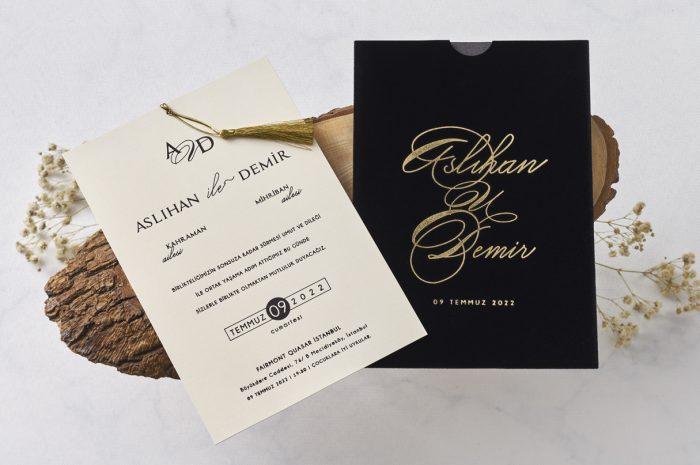 A&D
ASLIHAN ile DEMİR
KAHRAMAN
ailesi
MİHRİBAN
ailesi
BİRLİKTELİĞİMİZİN SONSUZA KADAR SÜRMESİ UMUT VE DİLEĞİ
İLE ORTAK YAŞAMA ADIM ATTIĞIMIZ BU GÜNDE
SİZLERLE BİRLİKTE OLMAKTAN MUTLULUK DUYACAĞIZ.
TEMMUZ 09 2022
cumartesi
FAIRMONT QUASAR İSTANBUL
Büyükdere Caddesi, 76/B Mecidiyeköy, İstanbul
09 TEMMUZ 2022 | 19:30 | ÇOCUKLARA İYİ UYKULAR.
Aslıhan
&
Demir
09 TEMMUZ 2022